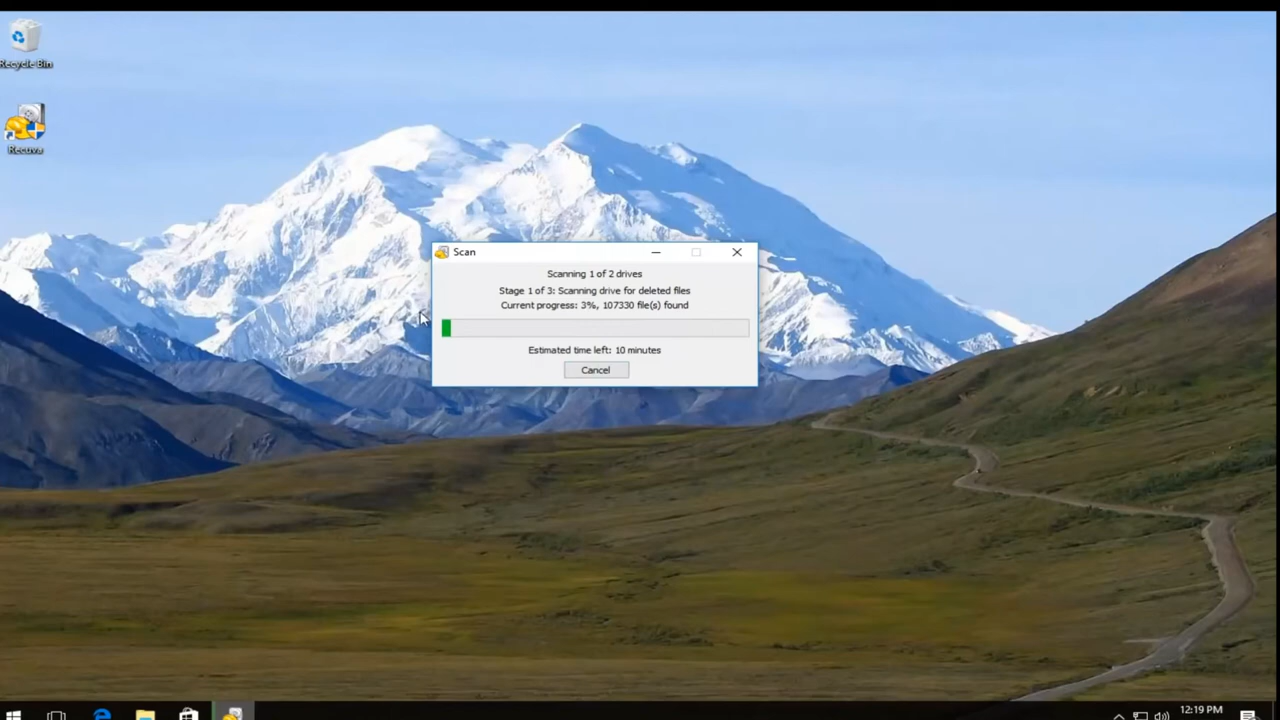 Recycle Bin
Recuva
Scan
Scanning 1 of 2 drives
Stage 1 of 3: Scanning drive for deleted files
Current progress: 3%, 107330 file(s) found
Estimated time left: 10 minutes
Cancel
12:19 PM